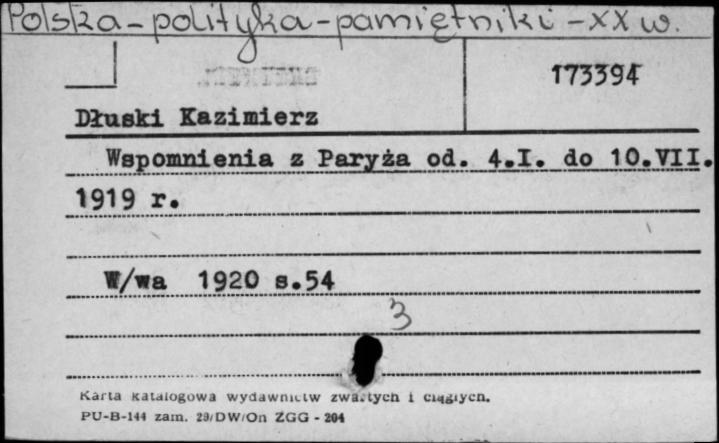 Polska-polityka-pamiętniki-XX w.
173394
Dłuski Kazimierz
Wspomnienia z Paryża od. 4.I. do 10.VII.
1919 r.
W/wa 1920 s.54
3
Karta katalogowa wydawnictw zwartych i ciągłych.
PU-B-144 zam. 29/DW/On ŻGG - 204